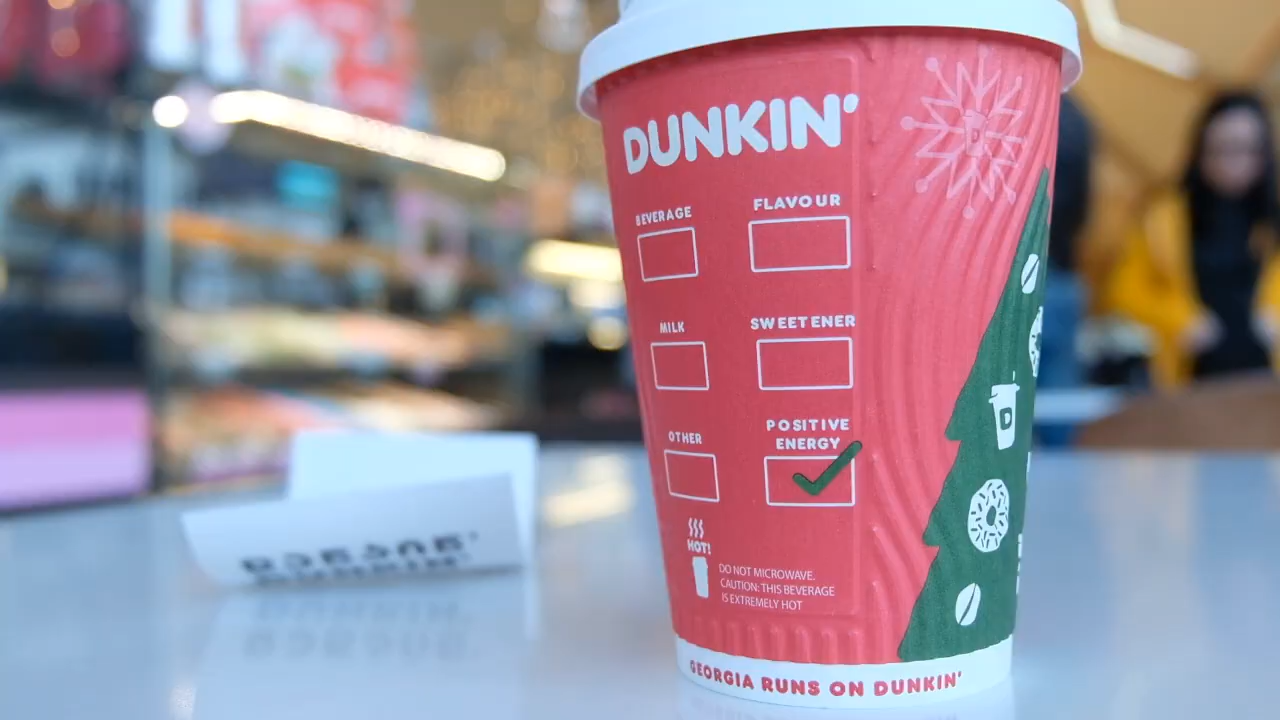 DUNKIN'
BEVERAGE
FLAVOUR
MILK
SWEETENER
OTHER
POSITIVE
ENERGY
HOT!
DO NOT MICROWAVE.
CAUTION: THIS BEVERAGE
IS EXTREMELY HOT
D
D
GEORGIA RUNS ON DUNKIN'